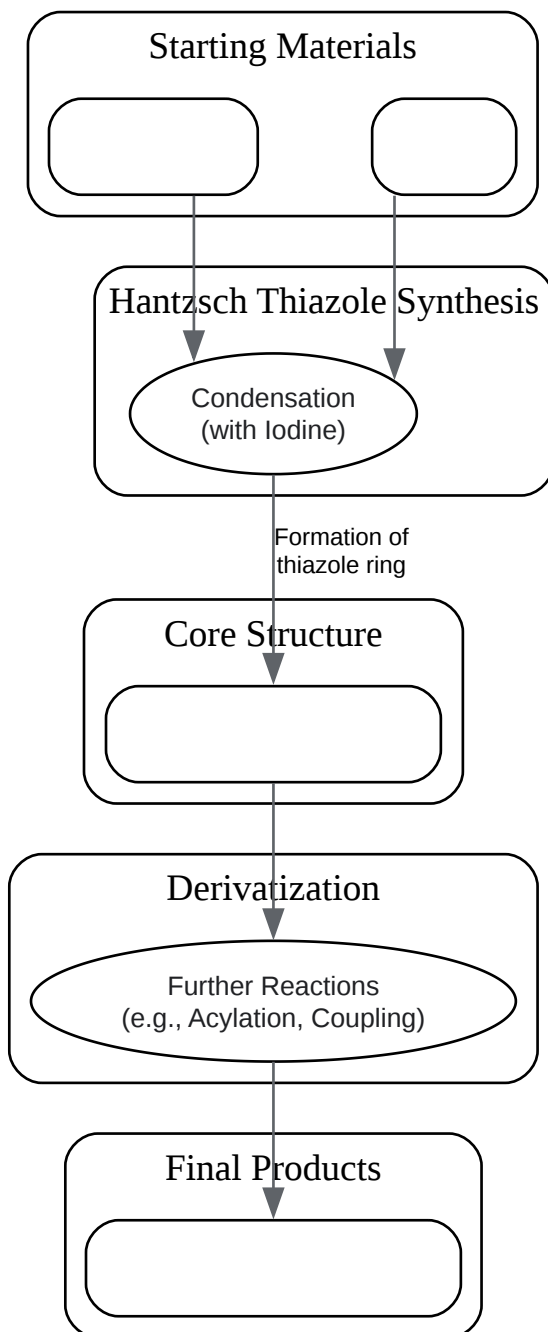 Starting Materials
Hantzsch Thiazole Synthesis
Condensation
(with Iodine)
Formation of
thiazole ring
Core Structure
Derivatization
Further Reactions
(e.g., Acylation, Coupling)
Final Products